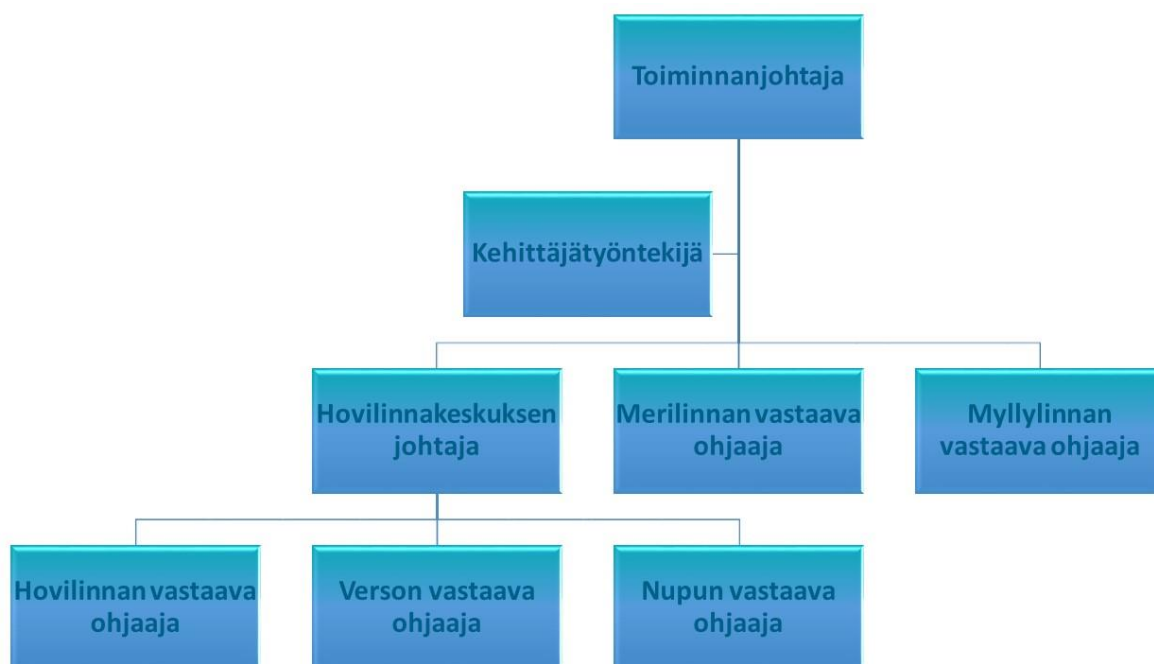 Toiminnanjohtaja
Kehittäjätyöntekijä
Hovilinnakeskuksen
johtaja
Merilinnan vastaava
ohjaaja
Myllylinnan
vastaava ohjaaja
Hovilinnan vastaava
ohjaaja
Verson vastaava
ohjaaja
Nupun vastaava
ohjaaja